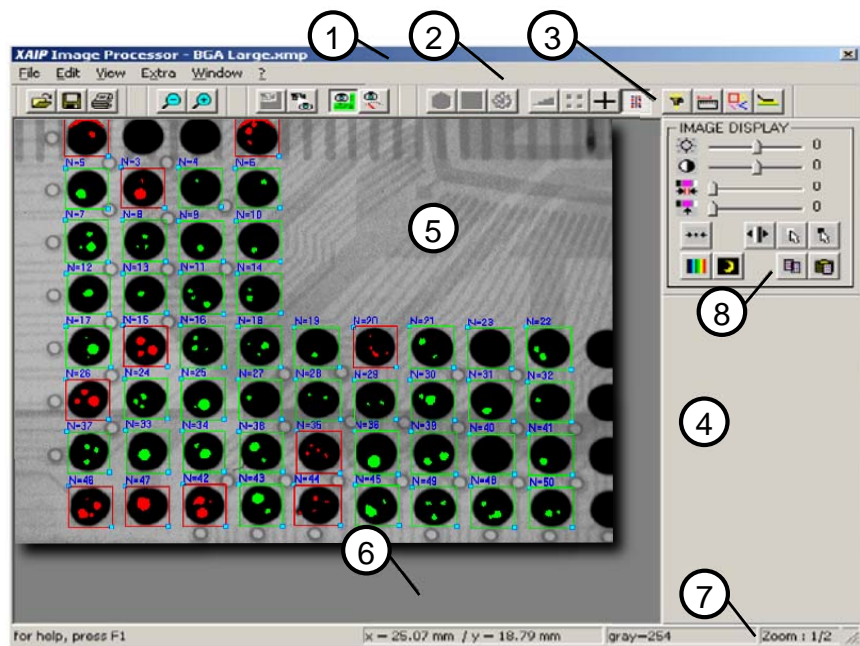 1 2 3
XAIP Image Processor - BGA Large.xmp
File Edit View Extra Window ?
IMAGE DISPLAY
0
0
0
0
N=5 N=3 N=4 N=6
N=7 N=8 N=9 N=10
5
N=12 N=13 N=11 N=14
8
N=17 N=15 N=16 N=18 N=19 N=20 N=21 N=23 N=22
N=26 N=24 N=25 N=27 N=28 N=29 N=30 N=31 N=32
4
N=37 N=33 N=34 N=38 N=35 N=36 N=39 N=40 N=41
N=46 N=47 N=42 N=43 N=44 N=45 N=49 N=48 N=50
6
7
for help, press F1 x = 25.07 mm / y = 18.79 mm gray=254 Zoom : 1/2